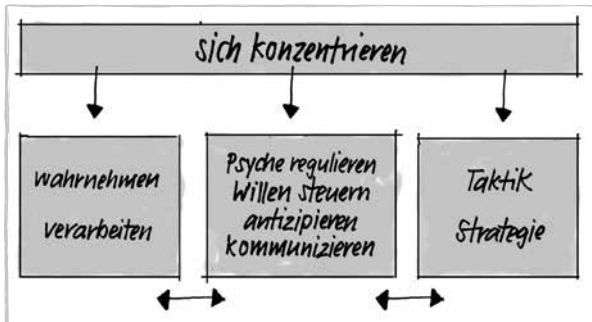 sich konzentrieren
wahrnehmen
verarbeiten
Psyche regulieren
Willen steuern
antizipieren
kommunizieren
Taktik
Strategie